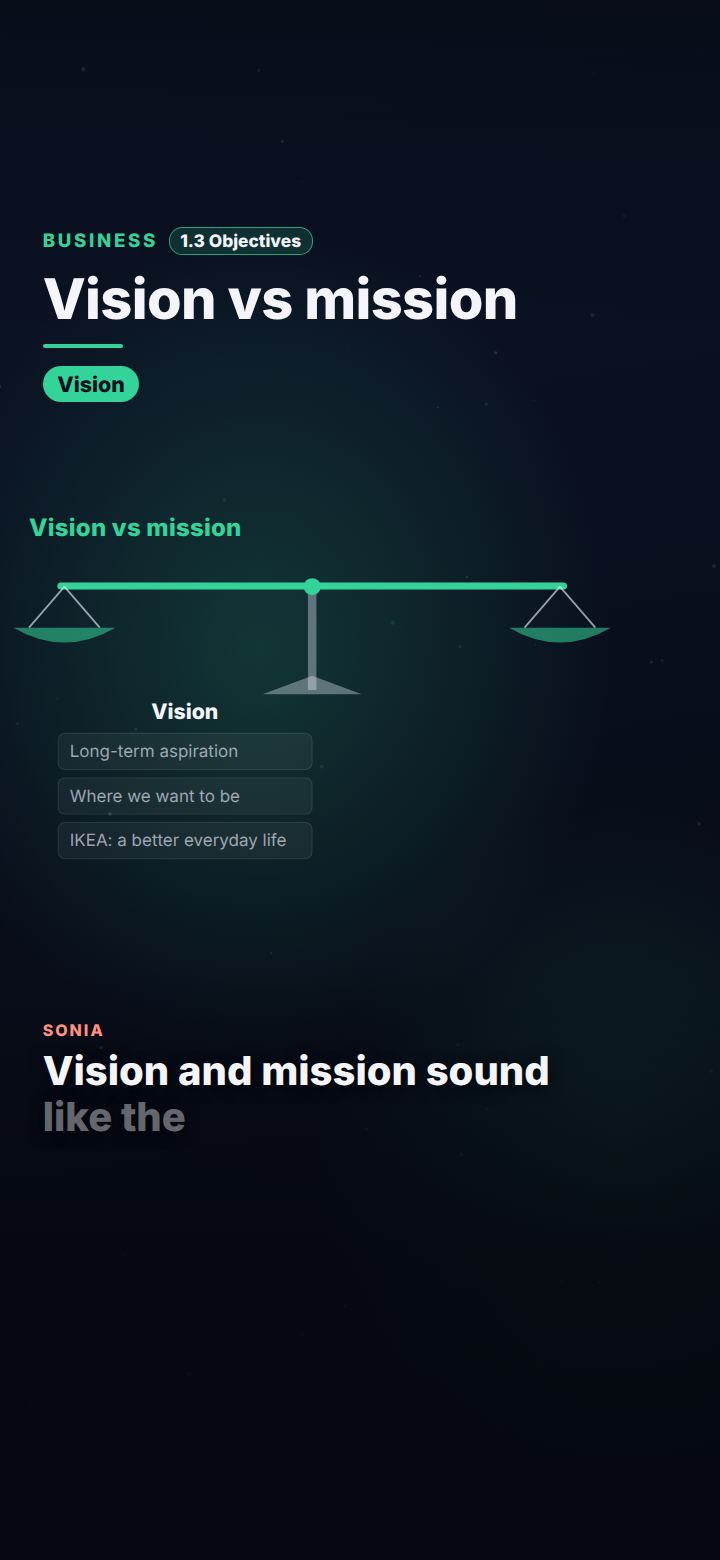 BUSINESS 1.3 Objectives
Vision vs mission
Vision
Vision vs mission
Vision
Long-term aspiration
Where we want to be
IKEA: a better everyday life
SONIA
Vision and mission sound
like the